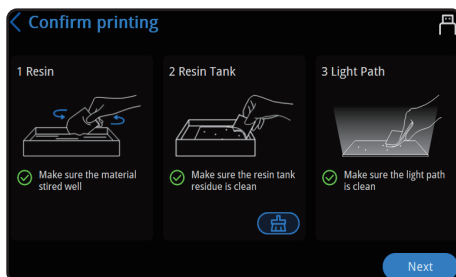 Confirm printing
1 Resin
Make sure the material
stired well
2 Resin Tank
Make sure the resin tank
residue is clean
3 Light Path
Make sure the light path
is clean
Next